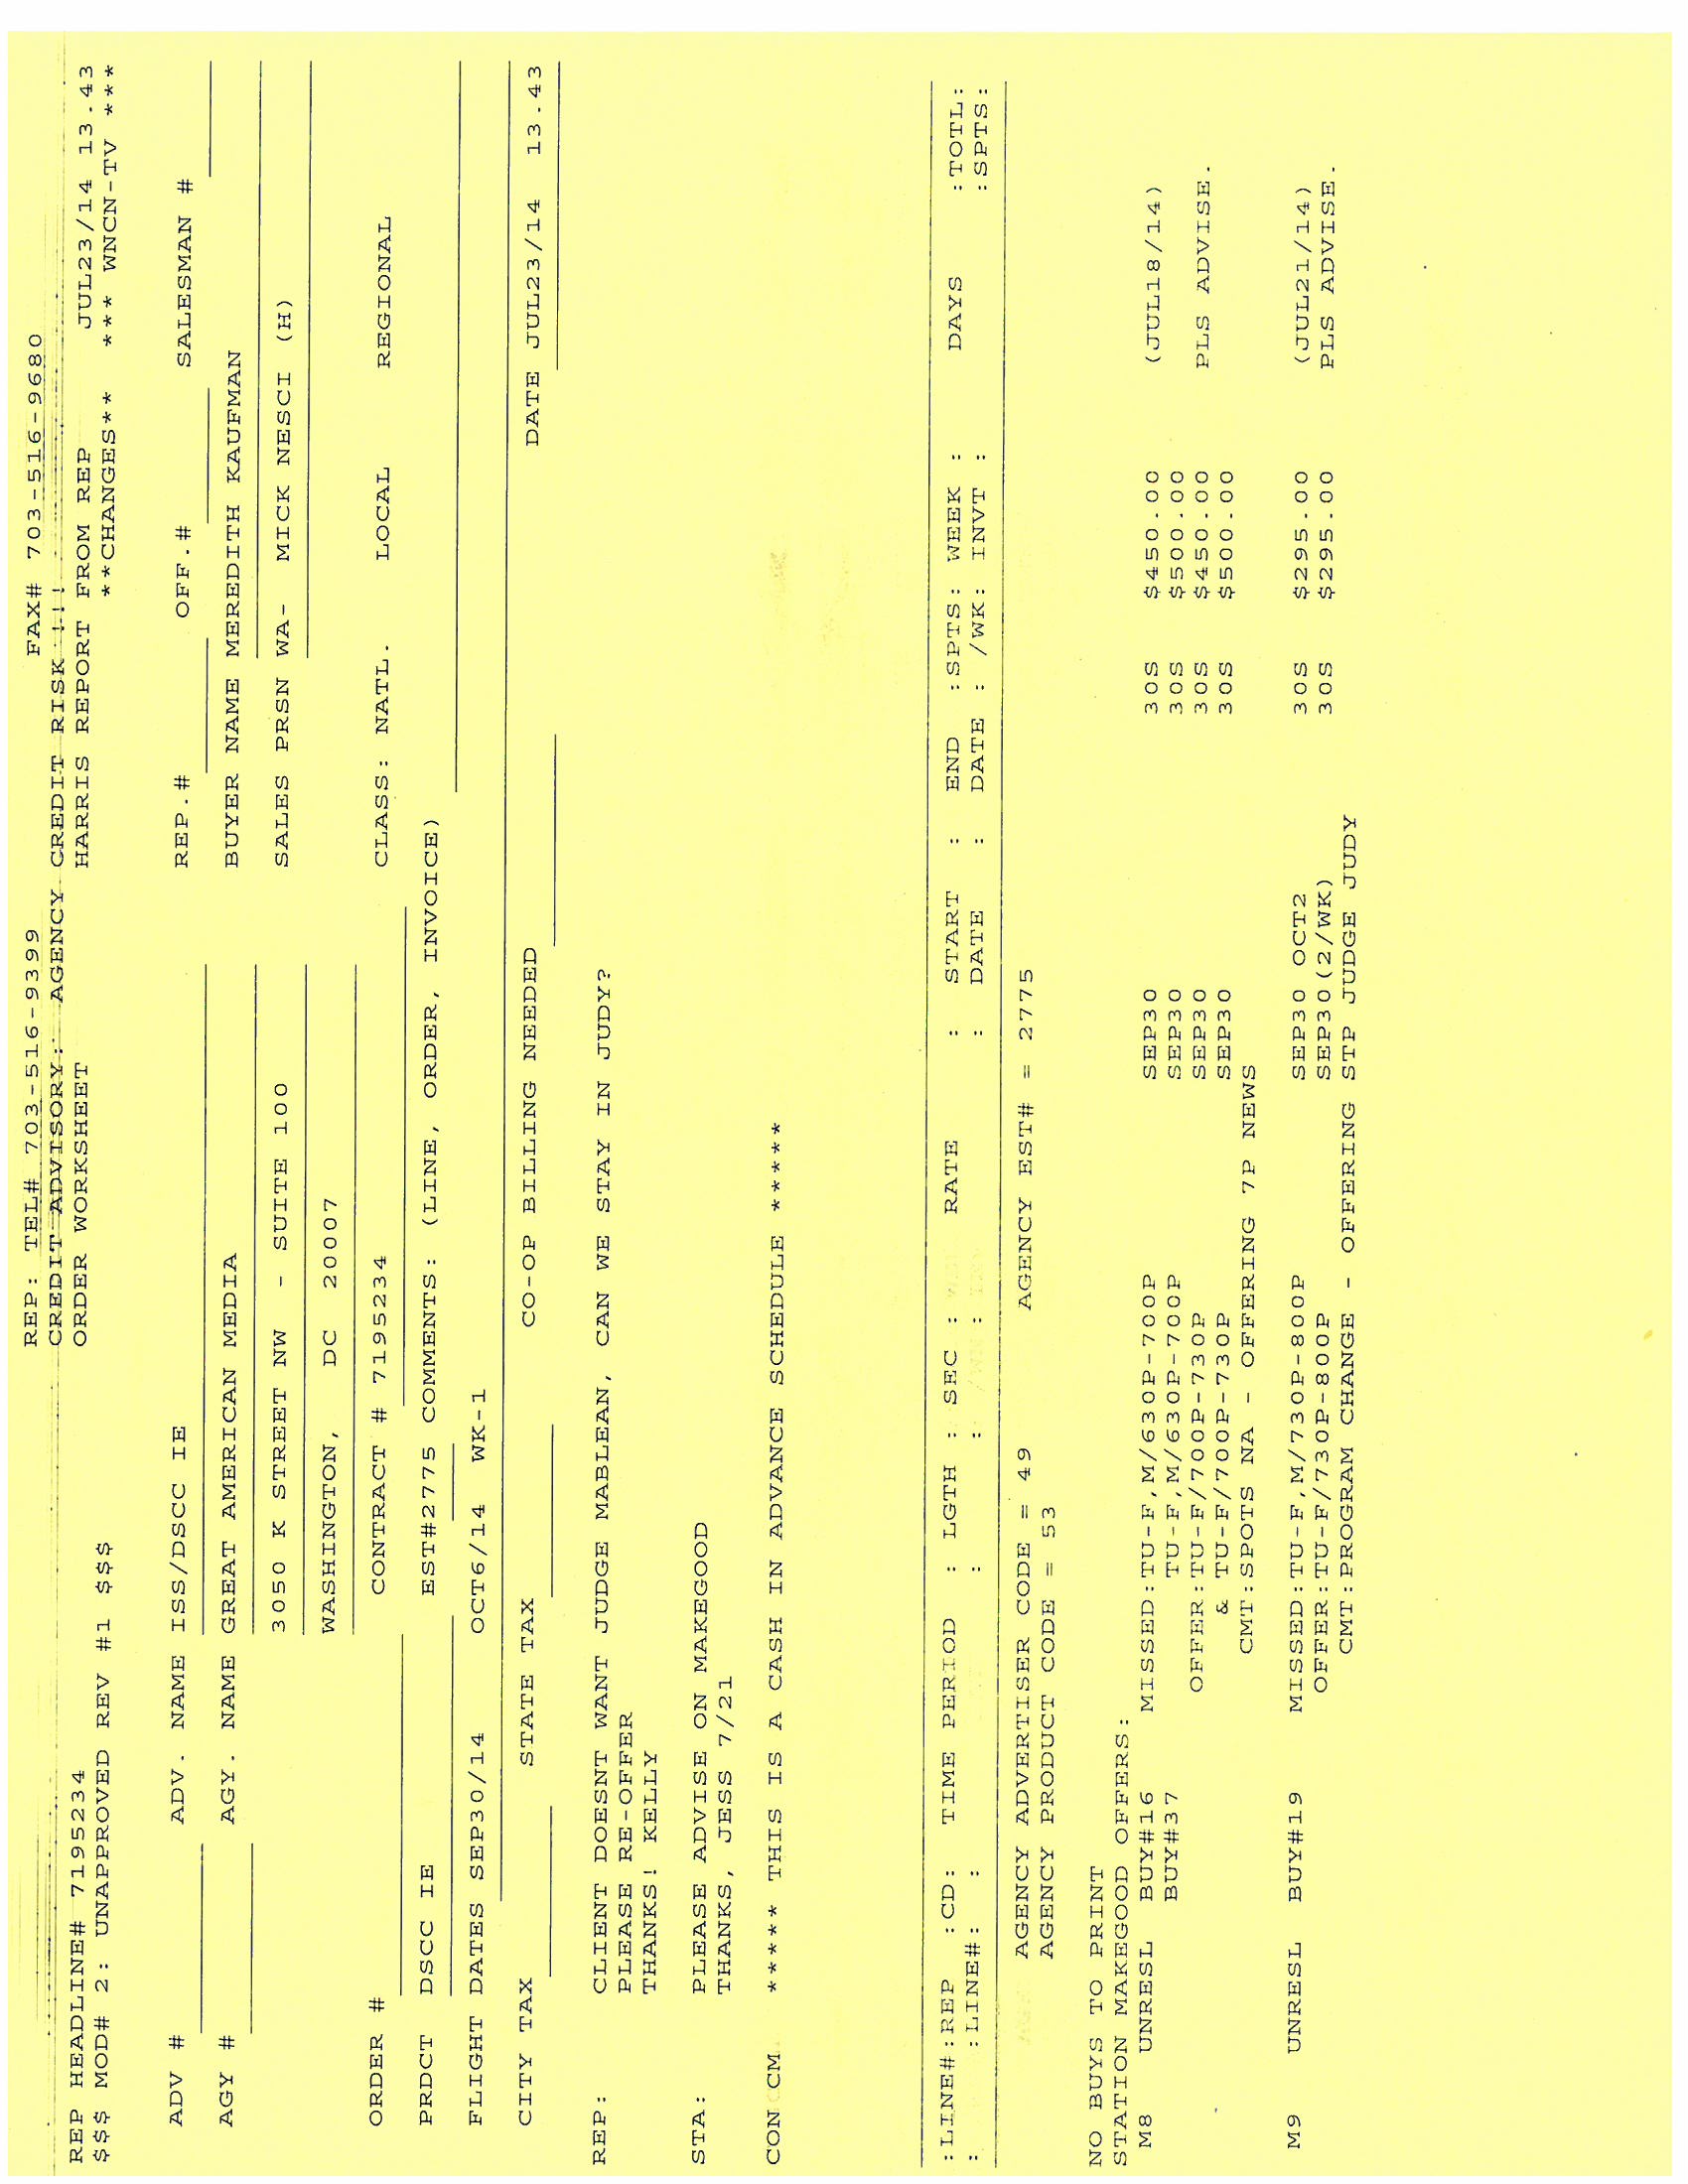 REP: TEL# 703-516-9399 FAX# 703-516-9680
CREDIT ADVISORY: AGENCY CREDIT RISK !!!
REP HEADLINE# 7195234 ORDER WORKSHEET HARRIS REPORT FROM REP JUL23/14 13.43
$$$ MOD# 2: UNAPPROVED REV #1 $$$ **CHANGES** **** WNCN-TV ****
ADV # ADV. NAME ISS/DSCC IE REP.# OFF.# SALESMAN #
AGY # AGY. NAME GREAT AMERICAN MEDIA BUYER NAME MEREDITH KAUFMAN
3050 K STREET NW - SUITE 100 SALES PRSN WA- MICK NESCI (H)
WASHINGTON, DC 20007
ORDER # CONTRACT # 7195234 CLASS: NATL. LOCAL REGIONAL
PRDCT DSCC IE EST#2775 COMMENTS: (LINE, ORDER, INVOICE)
FLIGHT DATES SEP30/14 OCT6/14 WK-1
CITY TAX STATE TAX CO-OP BILLING NEEDED DATE JUL23/14 13.43
REP: CLIENT DOESNT WANT JUDGE MABLEAN, CAN WE STAY IN JUDY?
PLEASE RE-OFFER
THANKS! KELLY
STA: PLEASE ADVISE ON MAKEGOOD
THANKS, JESS 7/21
CON CM ***** THIS IS A CASH IN ADVANCE SCHEDULE *****
:LINE#:REP :CD: TIME PERIOD : LGTH : SEC : RATE : START : END :SPTS: WEEK : DAYS :TOTL:
: :LINE#: : : : : DATE : DATE : /WK: INVT : :SPTS:
AGENCY ADVERTISER CODE = 49 AGENCY EST# = 2775
AGENCY PRODUCT CODE = 53
NO BUYS TO PRINT
STATION MAKEGOOD OFFERS:
M8 UNRESL BUY#16 MISSED:TU-F,M/630P-700P SEP30 30S $450.00 (JUL18/14)
BUY#37 TU-F,M/630P-700P SEP30 30S $500.00
OFFER:TU-F/700P-730P SEP30 30S $450.00 PLS ADVISE.
& TU-F/700P-730P SEP30 30S $500.00
CMT:SPOTS NA - OFFERING 7P NEWS
M9 UNRESL BUY#19 MISSED:TU-F,M/730P-800P SEP30 OCT2 30S $295.00 (JUL21/14)
OFFER:TU-F/730P-800P SEP30(2/WK) 30S $295.00 PLS ADVISE.
CMT:PROGRAM CHANGE - OFFERING STP JUDGE JUDY